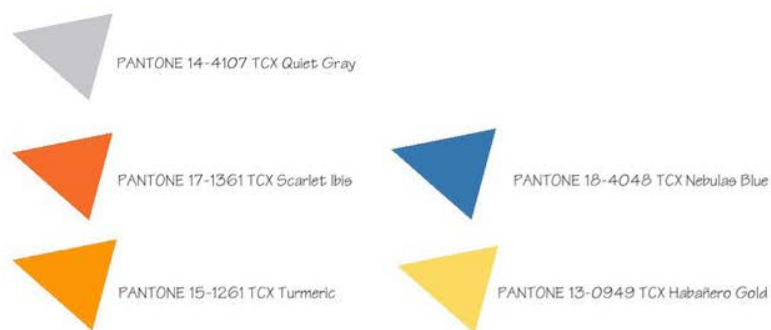 PANTONE 14-4107 TCX Quiet Gray
PANTONE 17-1361 TCX Scarlet Ibis
PANTONE 18-4048 TCX Nebulas Blue
PANTONE 15-1261 TCX Turmeric
PANTONE 13-0949 TCX Habañero Gold